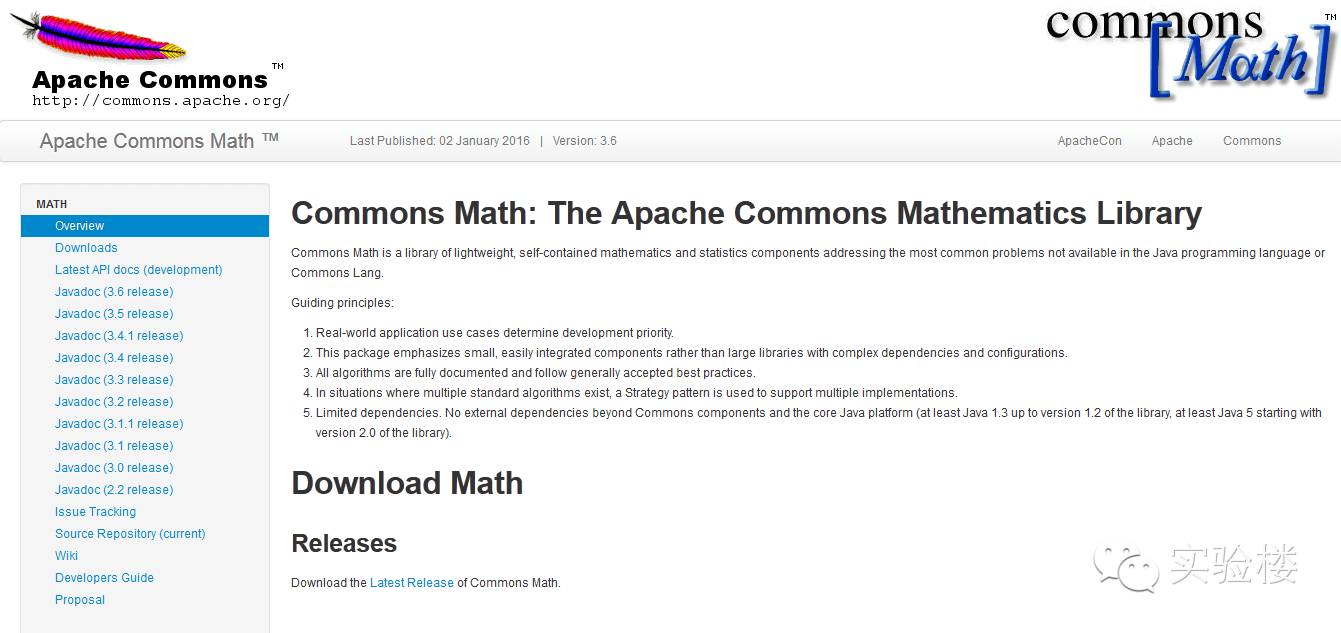 Apache Commons™
http://commons.apache.org/
commons
[Math]™
Apache Commons Math ™
Last Published: 02 January 2016 | Version: 3.6
ApacheCon Apache Commons
MATH
Overview
Downloads
Latest API docs (development)
Javadoc (3.6 release)
Javadoc (3.5 release)
Javadoc (3.4.1 release)
Javadoc (3.4 release)
Javadoc (3.3 release)
Javadoc (3.2 release)
Javadoc (3.1.1 release)
Javadoc (3.1 release)
Javadoc (3.0 release)
Javadoc (2.2 release)
Issue Tracking
Source Repository (current)
Wiki
Developers Guide
Proposal
Commons Math: The Apache Commons Mathematics Library
Commons Math is a library of lightweight, self-contained mathematics and statistics components addressing the most common problems not available in the Java programming language or
Commons Lang.
Guiding principles:
1. Real-world application use cases determine development priority.
2. This package emphasizes small, easily integrated components rather than large libraries with complex dependencies and configurations.
3. All algorithms are fully documented and follow generally accepted best practices.
4. In situations where multiple standard algorithms exist, a Strategy pattern is used to support multiple implementations.
5. Limited dependencies. No external dependencies beyond Commons components and the core Java platform (at least Java 1.3 up to version 1.2 of the library, at least Java 5 starting with
version 2.0 of the library).
Download Math
Releases
Download the Latest Release of Commons Math.
实验楼